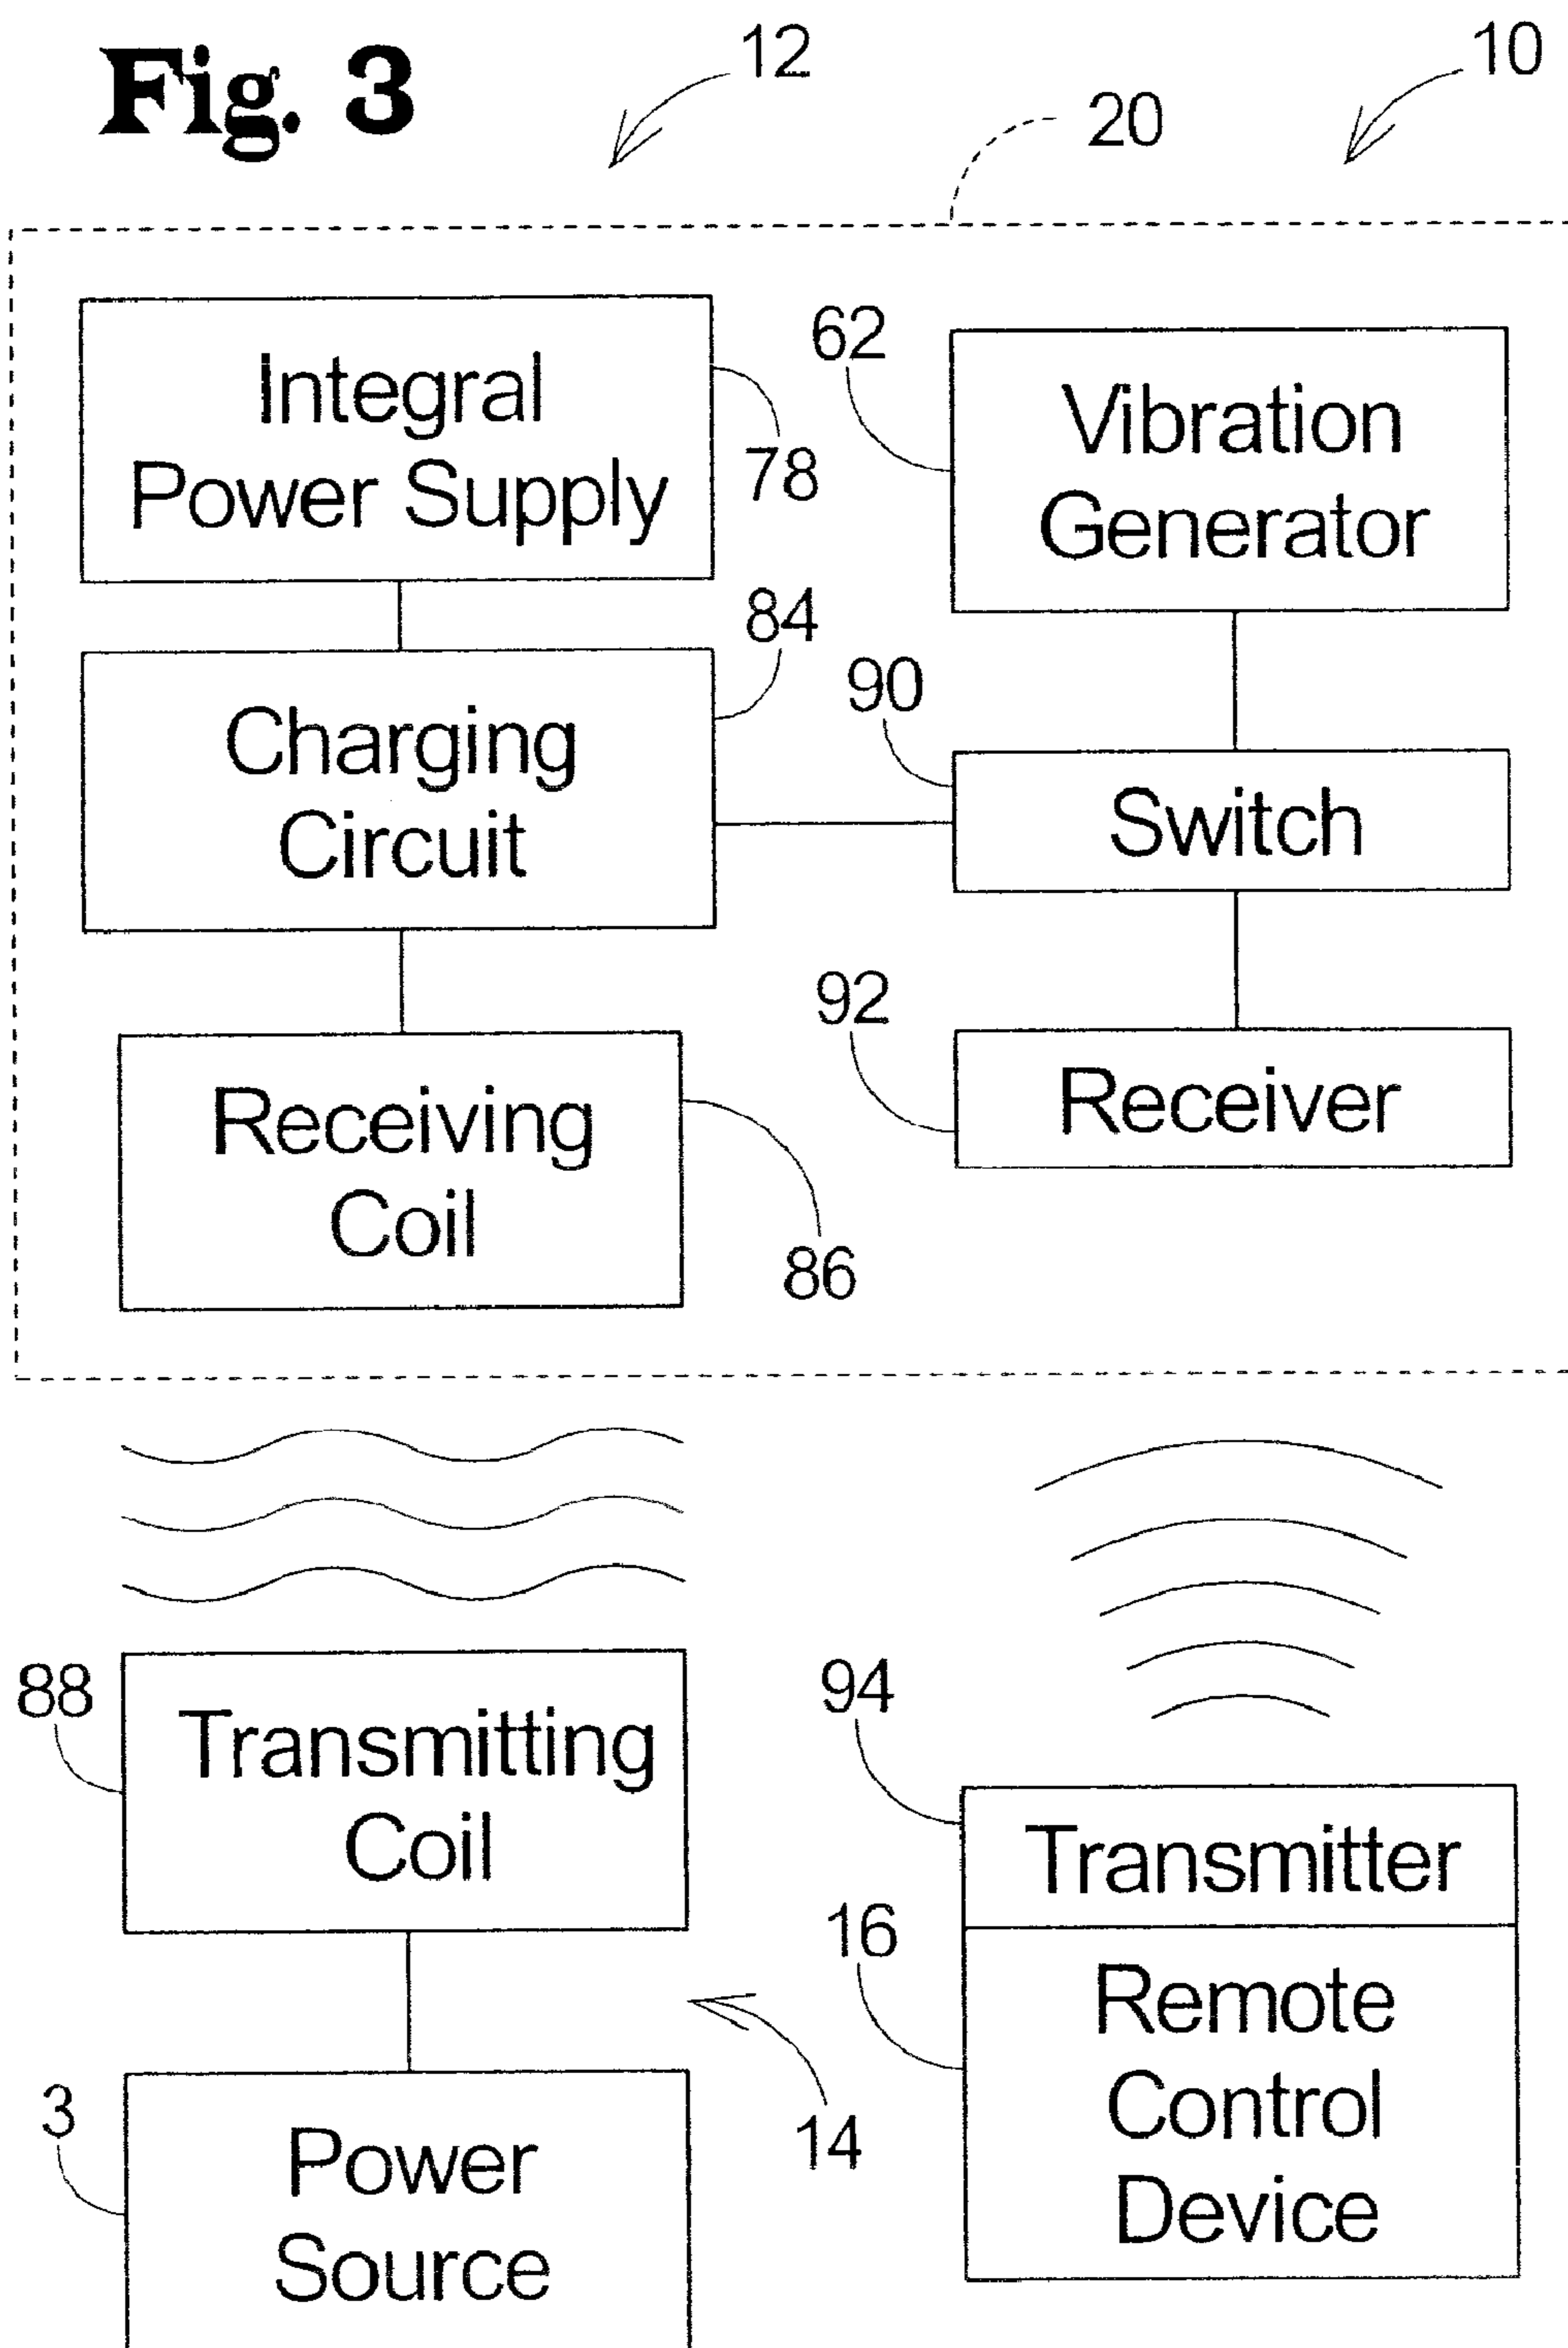 Fig. 3
12
10
20
Integral
Power Supply
78
62
Vibration
Generator
84
Charging
Circuit
90
Switch
Receiving
Coil
86
92
Receiver
88
Transmitting
Coil
94
Transmitter
16
Remote
Control
Device
14
3
Power
Source